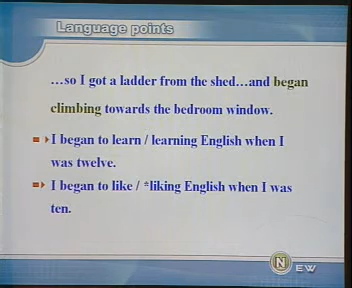 Language points
…so I got a ladder from the shed…and began
climbing towards the bedroom window.
I began to learn / learning English when I
was twelve.
I began to like / *liking English when I was
ten.
N EW